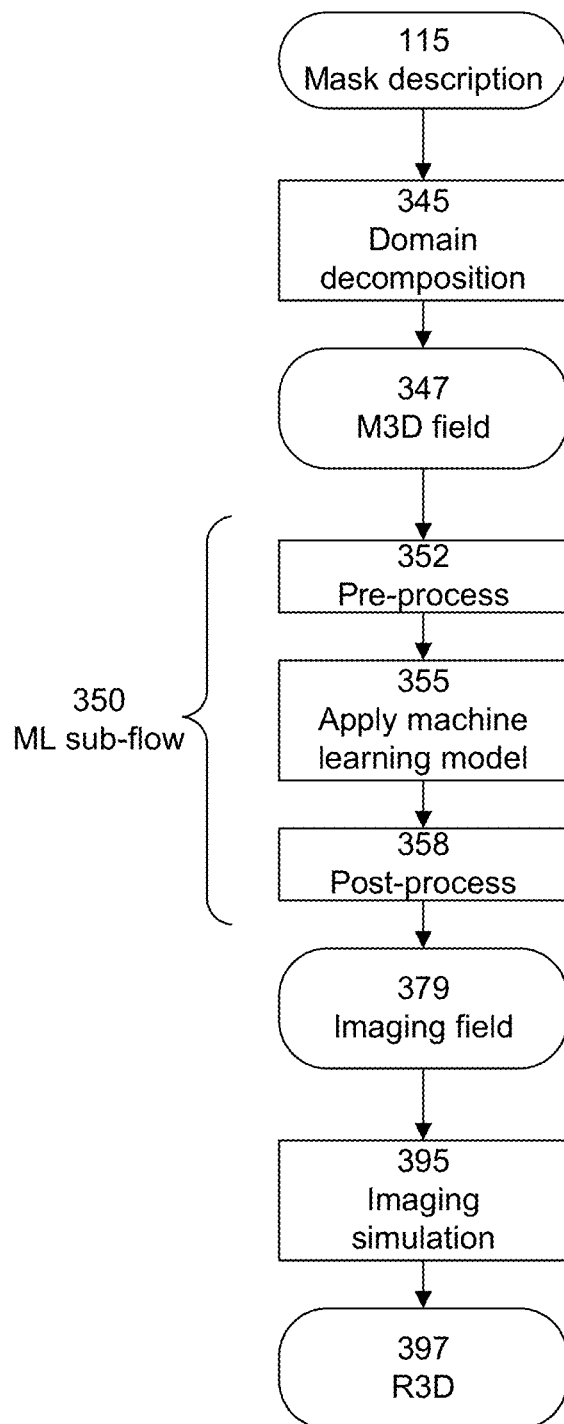 115
Mask description
345
Domain
decomposition
347
M3D field
352
Pre-process
350
ML sub-flow
355
Apply machine
learning model
358
Post-process
379
Imaging field
395
Imaging
simulation
397
R3D